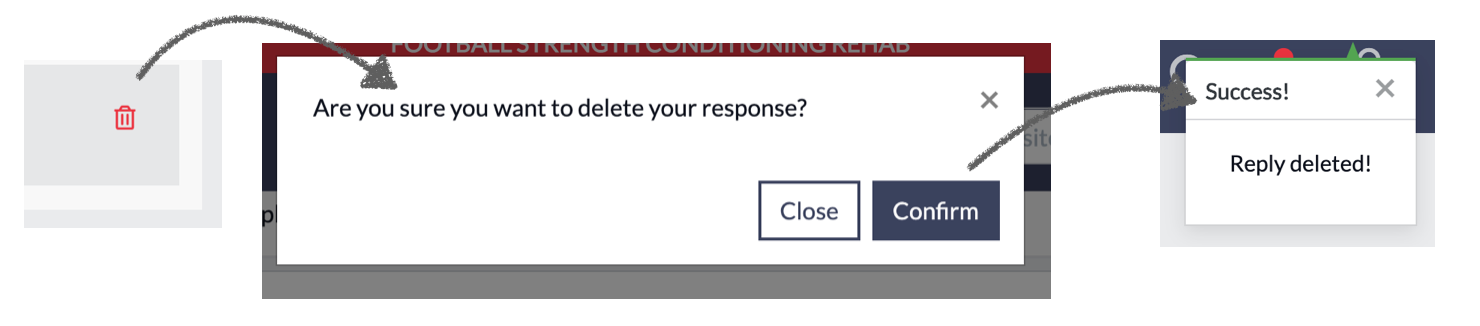 FOOTBALL STRENGTH CONDITIONING REHAB
Are you sure you want to delete your response?
×
Close
Confirm
Success!
×
Reply deleted!